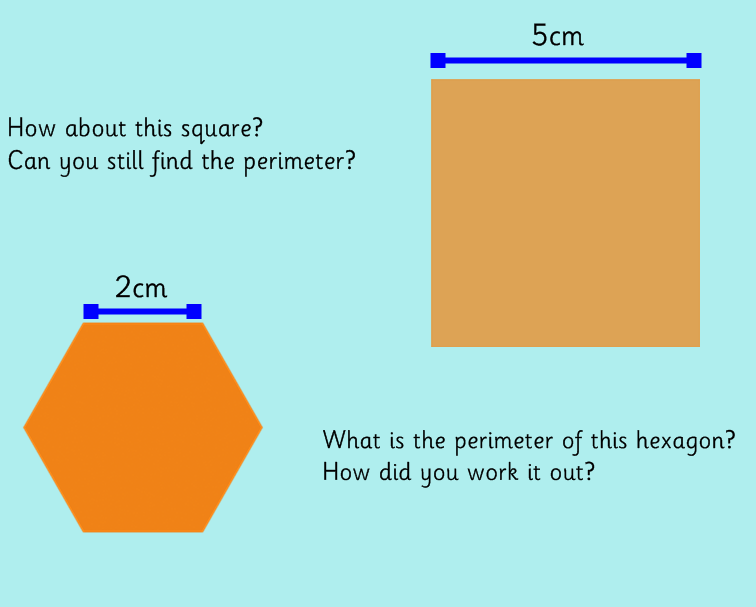 5cm
How about this square?
Can you still find the perimeter?
2cm
What is the perimeter of this hexagon?
How did you work it out?